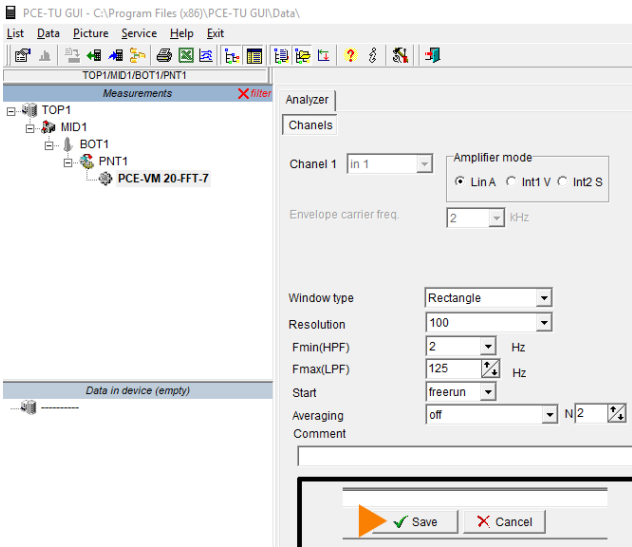 PCE-TU GUI - C:\Program Files (x86)\PCE-TU GUI\Data\
List Data Picture Service Help Exit
TOP1/MID1/BOT1/PNT1
Measurements filter
TOP1
MID1
BOT1
PNT1
PCE-VM 20-FFT-7
Data in device (empty)
----------
Analyzer
Chanels
Chanel 1 in 1
Amplifier mode
Lin A Int1 V Int2 S
Envelope carrier freq. 2 kHz
Window type Rectangle
Resolution 100
Fmin(HPF) 2 Hz
Fmax(LPF) 125 Hz
Start freerun
Averaging off N 2
Comment
Save Cancel